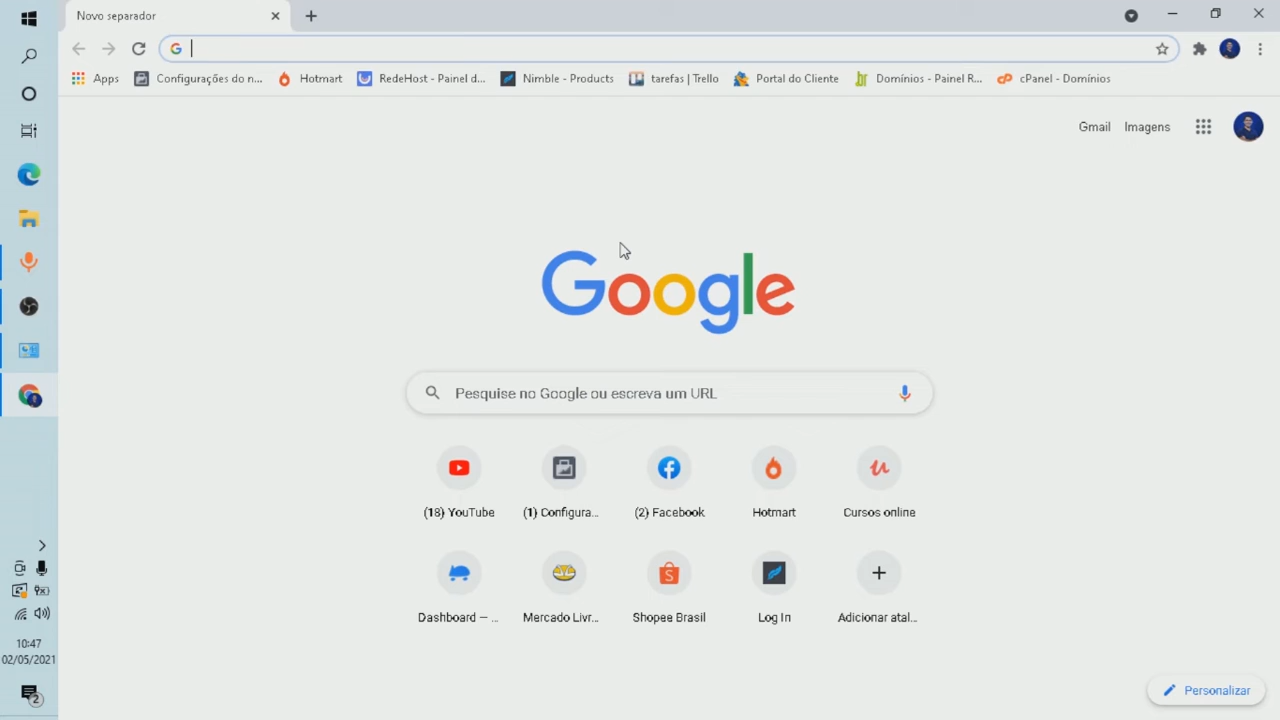 Novo separador
Apps
Configurações do n...
Hotmart
RedeHost - Painel d...
Nimble - Products
tarefas | Trello
Portal do Cliente
Domínios - Painel R...
cPanel - Domínios
Gmail
Imagens
Google
Pesquise no Google ou escreva um URL
(18) YouTube
(1) Configura...
(2) Facebook
Hotmart
Cursos online
Dashboard – ...
Mercado Livr...
Shopee Brasil
Log In
Adicionar atal...
10:47
02/05/2021
2
Personalizar